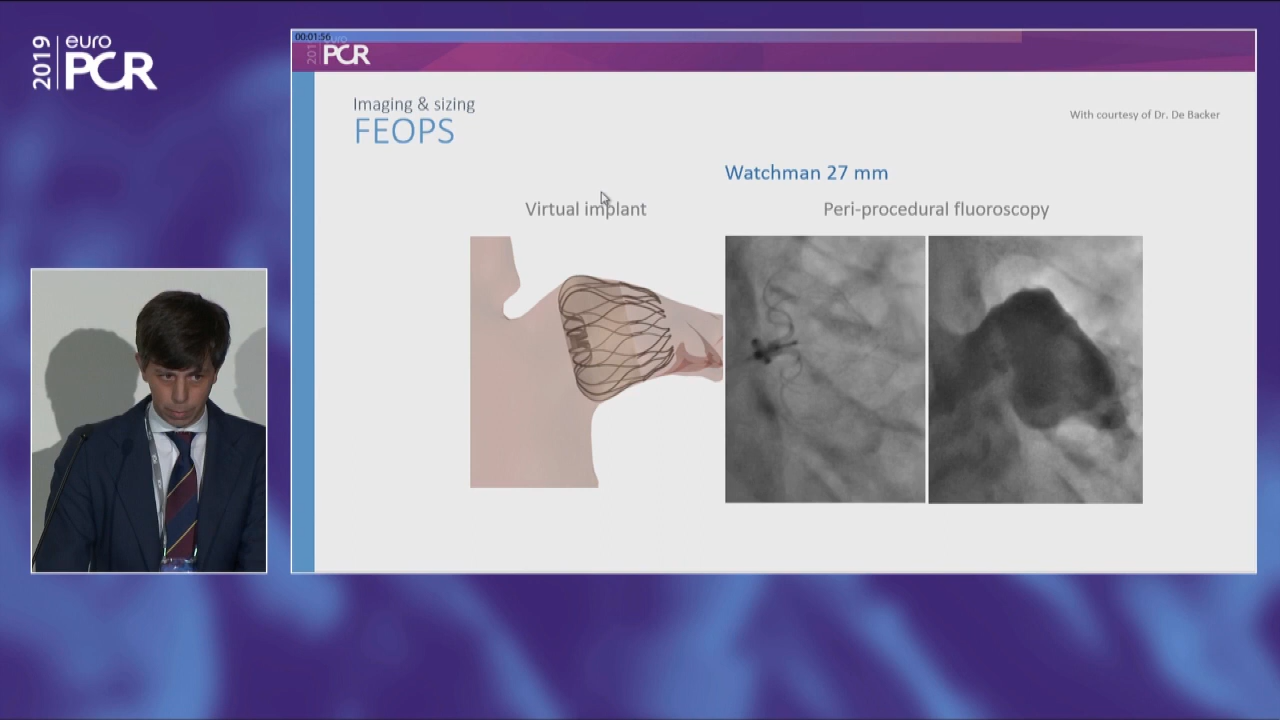 2019
euro
PCR
00:01:56
PCR
Imaging & sizing
FEOPS
With courtesy of Dr. De Backer
Watchman 27 mm
Virtual implant
Peri-procedural fluoroscopy